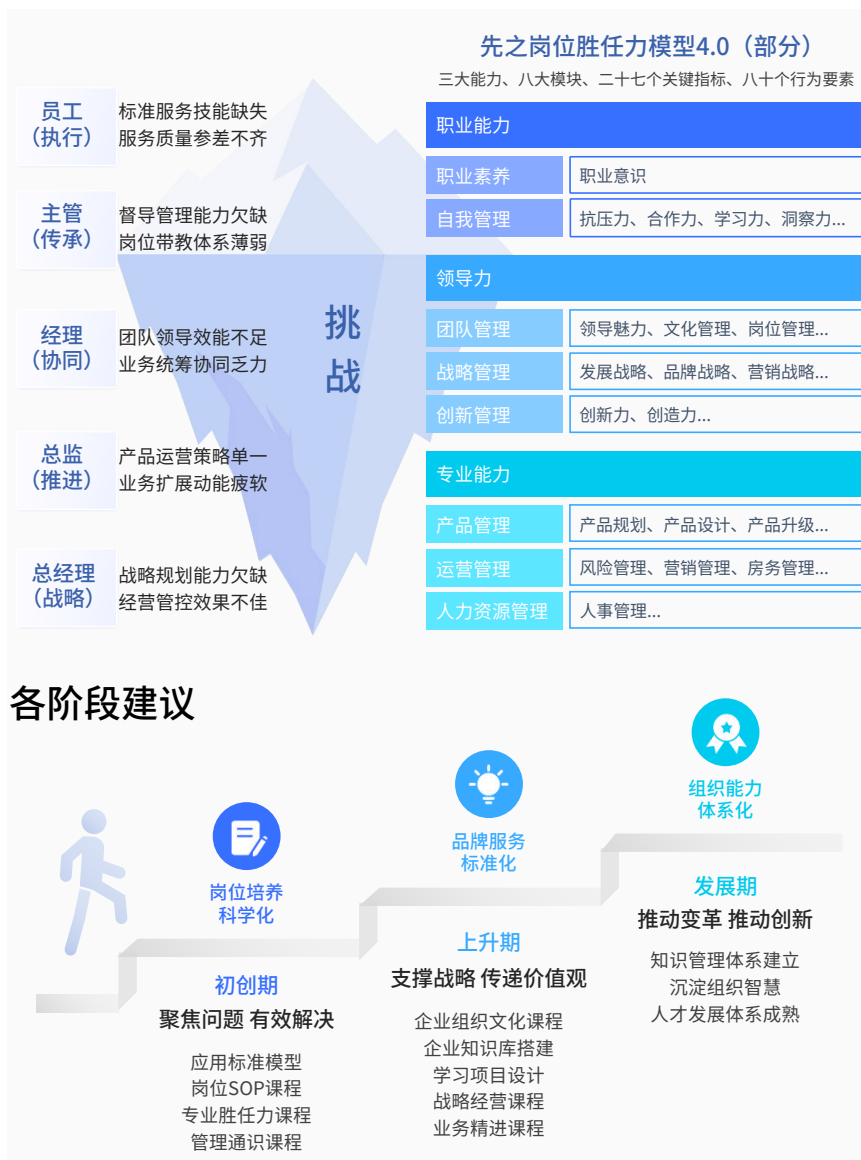 先之岗位胜任力模型4.0（部分）
三大能力、八大模块、二十七个关键指标、八十个行为要素
员工
（执行）
标准服务技能缺失
服务质量参差不齐
主管
（传承）
督导管理能力欠缺
岗位带教体系薄弱
经理
（协同）
团队领导效能不足
业务统筹协同乏力
总监
（推进）
产品运营策略单一
业务扩展动能疲软
总经理
（战略）
战略规划能力欠缺
经营管控效果不佳
挑
战
职业能力
职业素养
职业意识
自我管理
抗压力、合作力、学习力、洞察力...
领导力
团队管理
领导魅力、文化管理、岗位管理...
战略管理
发展战略、品牌战略、营销战略...
创新管理
创新力、创造力...
专业能力
产品管理
产品规划、产品设计、产品升级...
运营管理
风险管理、营销管理、房务管理...
人力资源管理
人事管理...
各阶段建议
岗位培养
科学化
初创期
聚焦问题 有效解决
应用标准模型
岗位SOP课程
专业胜任力课程
管理通识课程
品牌服务
标准化
上升期
支撑战略 传递价值观
企业组织文化课程
企业知识库搭建
学习项目设计
战略经营课程
业务精进课程
组织能力
体系化
发展期
推动变革 推动创新
知识管理体系建立
沉淀组织智慧
人才发展体系成熟